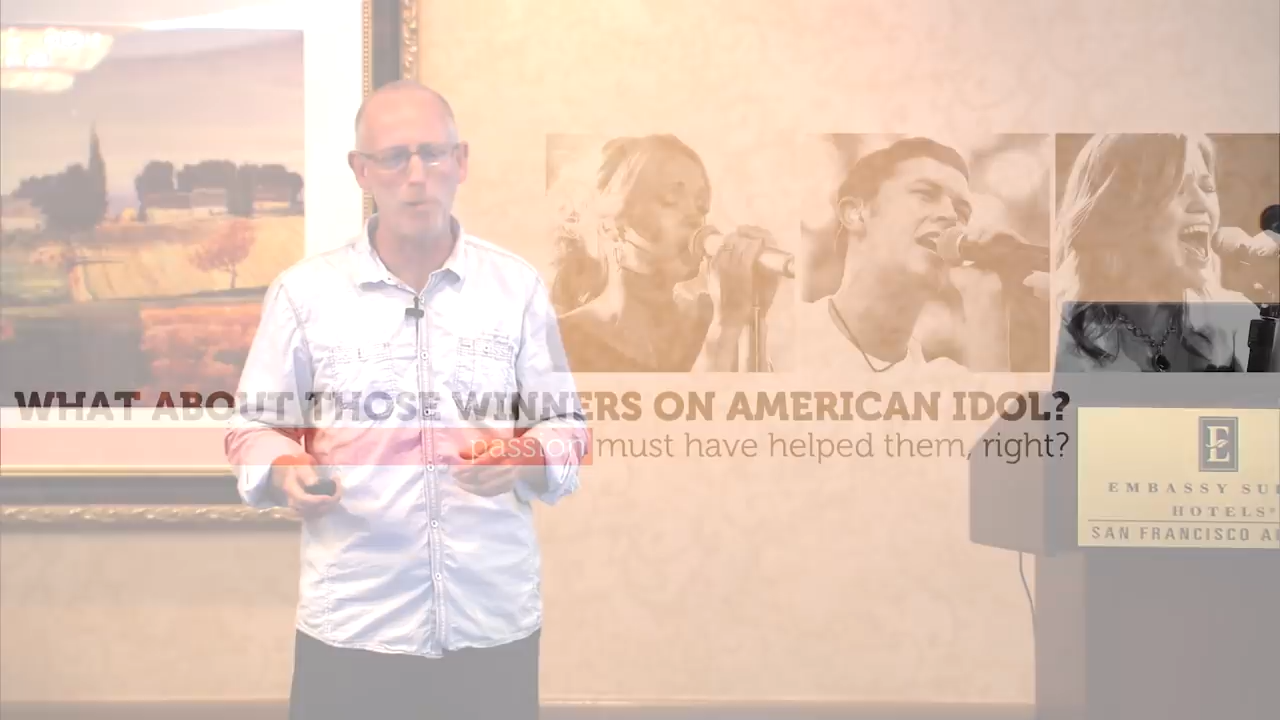 WHAT ABOUT THOSE WINNERS ON AMERICAN IDOL?
passion must have helped them, right?
E
EMBASSY SU
HOTELS®
SAN FRANCISCO A